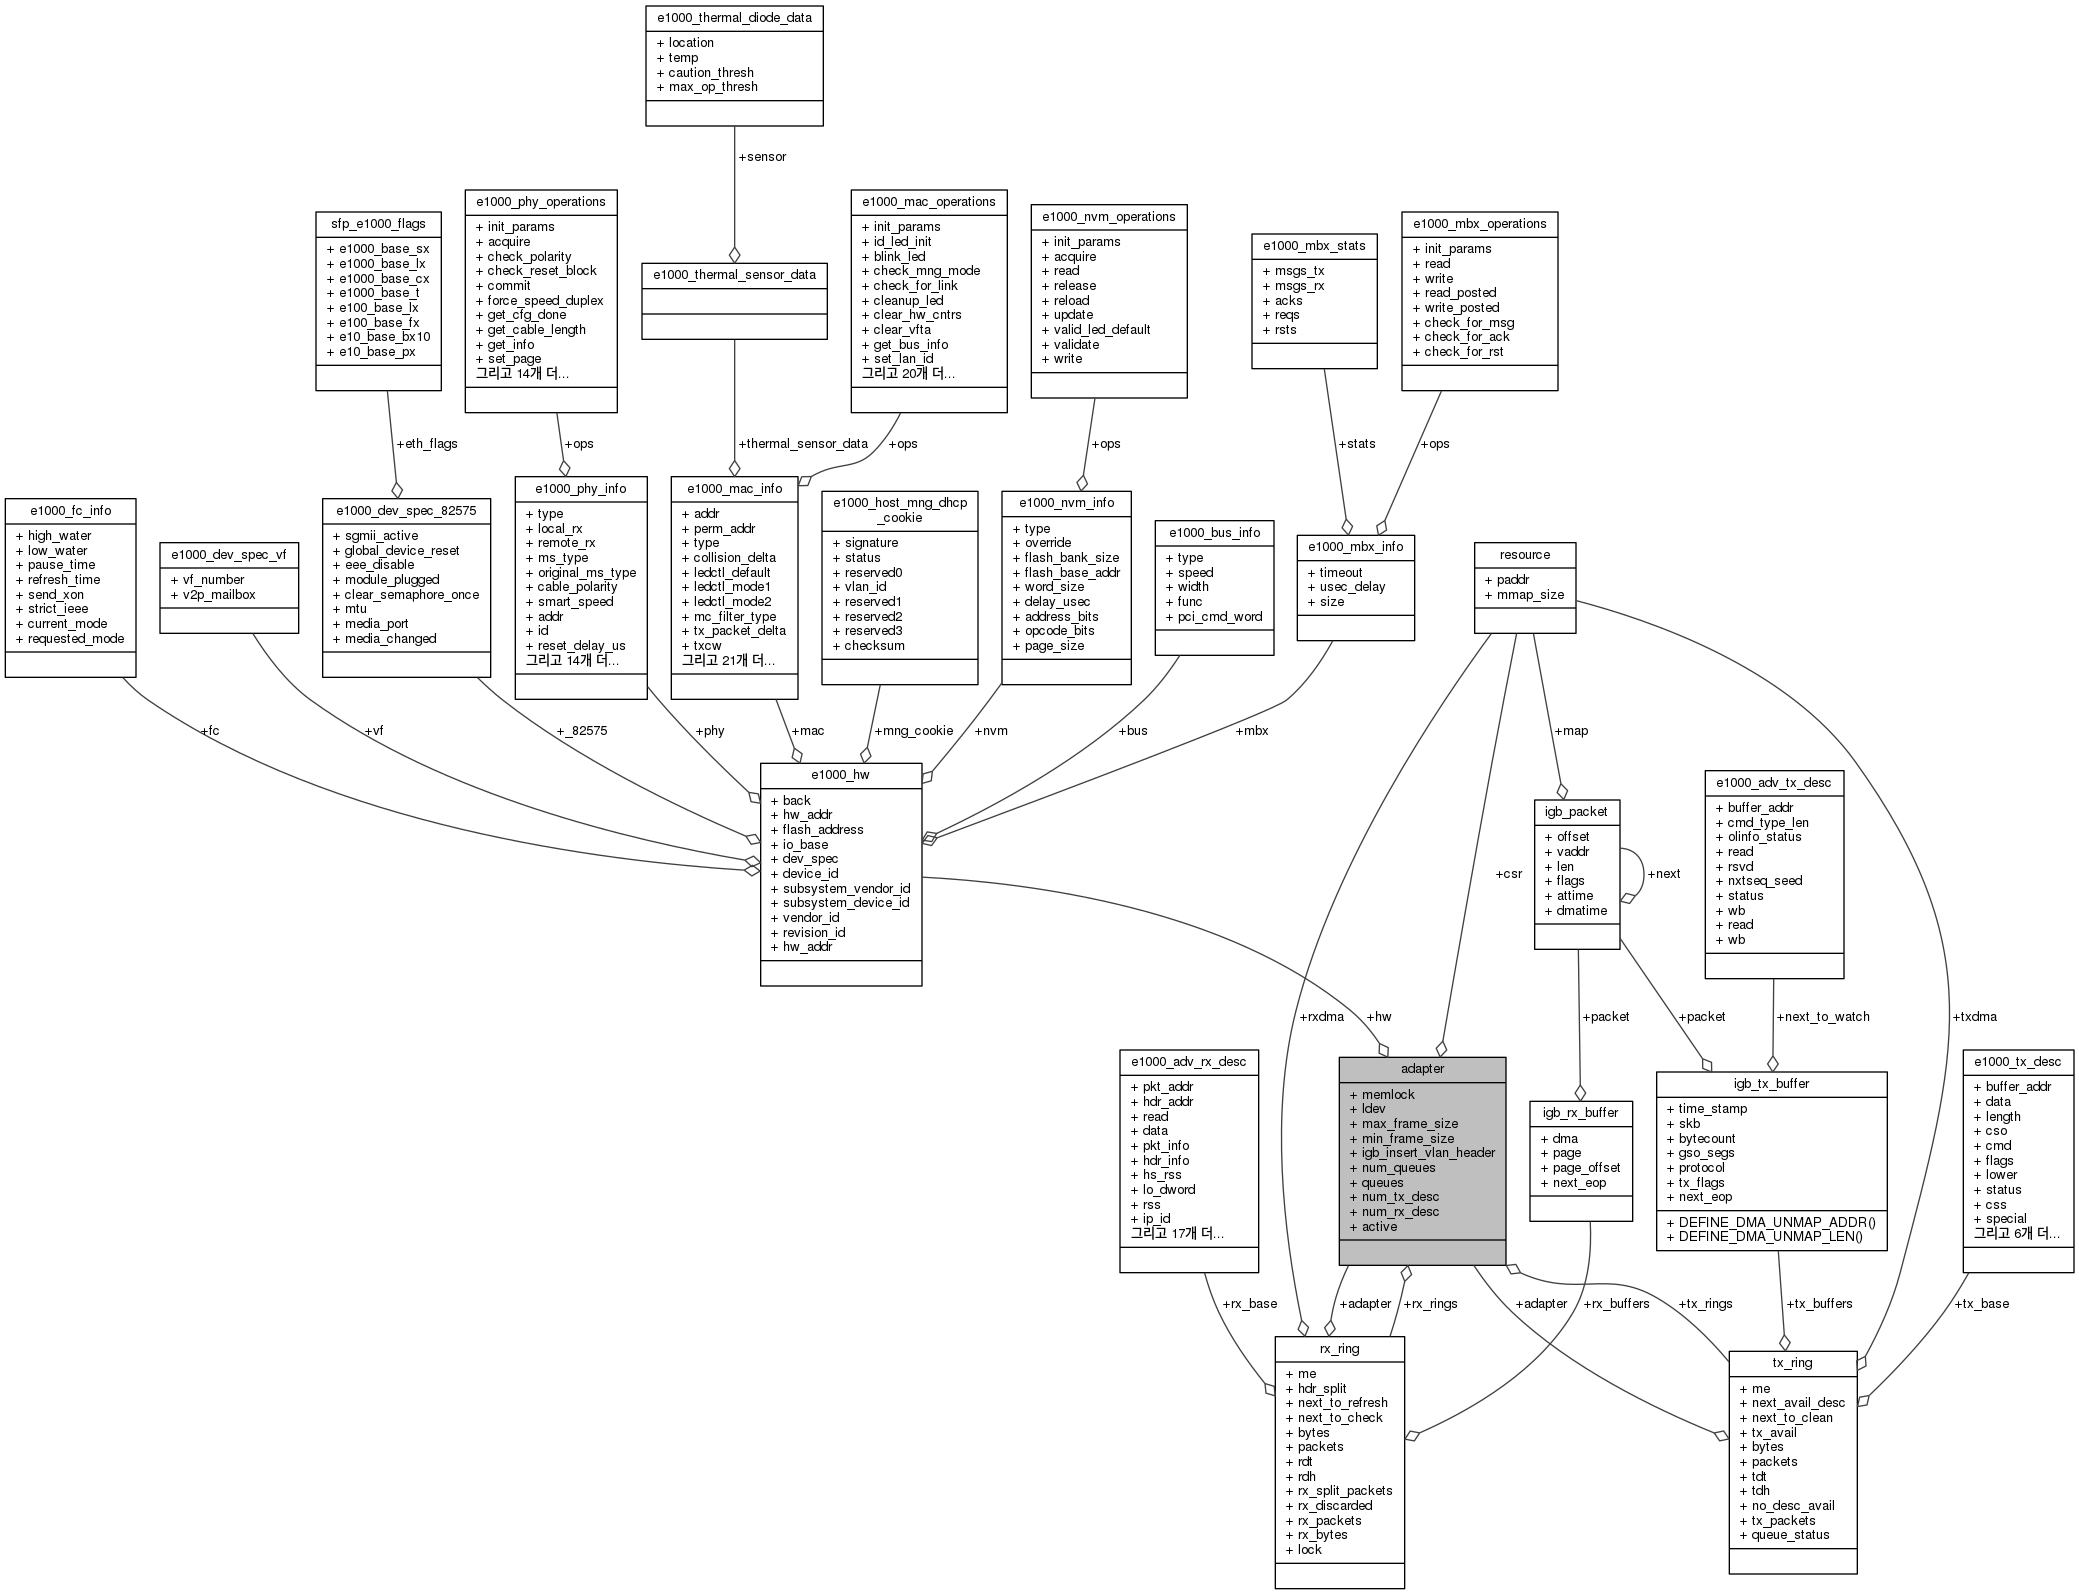 e1000_thermal_diode_data
+ location
+ temp
+ caution_thresh
+ max_op_thresh
+sensor
sfp_e1000_flags
+ e1000_base_sx
+ e1000_base_lx
+ e1000_base_cx
+ e1000_base_t
+ e100_base_lx
+ e100_base_fx
+ e10_base_bx10
+ e10_base_px
e1000_phy_operations
+ init_params
+ acquire
+ check_polarity
+ check_reset_block
+ commit
+ force_speed_duplex
+ get_cfg_done
+ get_cable_length
+ get_info
+ set_page
그리고 14개 더...
e1000_thermal_sensor_data
e1000_mac_operations
+ init_params
+ id_led_init
+ blink_led
+ check_mng_mode
+ check_for_link
+ cleanup_led
+ clear_hw_cntrs
+ clear_vfta
+ get_bus_info
+ set_lan_id
그리고 20개 더...
e1000_nvm_operations
+ init_params
+ acquire
+ read
+ release
+ reload
+ update
+ valid_led_default
+ validate
+ write
e1000_mbx_stats
+ msgs_tx
+ msgs_rx
+ acks
+ reqs
+ rsts
e1000_mbx_operations
+ init_params
+ read
+ write
+ read_posted
+ write_posted
+ check_for_msg
+ check_for_ack
+ check_for_rst
+eth_flags
+ops
+thermal_sensor_data
+ops
+ops
+stats
+ops
e1000_fc_info
+ high_water
+ low_water
+ pause_time
+ refresh_time
+ send_xon
+ strict_ieee
+ current_mode
+ requested_mode
e1000_dev_spec_vf
+ vf_number
+ v2p_mailbox
e1000_dev_spec_82575
+ sgmii_active
+ global_device_reset
+ eee_disable
+ module_plugged
+ clear_semaphore_once
+ mtu
+ media_port
+ media_changed
e1000_phy_info
+ type
+ local_rx
+ remote_rx
+ ms_type
+ original_ms_type
+ cable_polarity
+ smart_speed
+ addr
+ id
+ reset_delay_us
그리고 14개 더...
e1000_mac_info
+ addr
+ perm_addr
+ type
+ collision_delta
+ ledctl_default
+ ledctl_mode1
+ ledctl_mode2
+ mc_filter_type
+ tx_packet_delta
+ txcw
그리고 21개 더...
e1000_host_mng_dhcp
_cookie
+ signature
+ status
+ reserved0
+ vlan_id
+ reserved1
+ reserved2
+ reserved3
+ checksum
e1000_nvm_info
+ type
+ override
+ flash_bank_size
+ flash_base_addr
+ word_size
+ delay_usec
+ address_bits
+ opcode_bits
+ page_size
e1000_bus_info
+ type
+ speed
+ width
+ func
+ pci_cmd_word
e1000_mbx_info
+ timeout
+ usec_delay
+ size
resource
+ paddr
+ mmap_size
+fc
+vf
+_82575
+phy
+mac
+mng_cookie
+nvm
+bus
+mbx
+map
e1000_hw
+ back
+ hw_addr
+ flash_address
+ io_base
+ dev_spec
+ device_id
+ subsystem_vendor_id
+ subsystem_device_id
+ vendor_id
+ revision_id
+ hw_addr
igb_packet
+ offset
+ vaddr
+ len
+ flags
+ attime
+ dmatime
+next
+csr
e1000_adv_tx_desc
+ buffer_addr
+ cmd_type_len
+ olinfo_status
+ read
+ rsvd
+ nxtseq_seed
+ status
+ wb
+ read
+ wb
+rxdma
+hw
+packet
+packet
+next_to_watch
+txdma
e1000_adv_rx_desc
+ pkt_addr
+ hdr_addr
+ read
+ data
+ pkt_info
+ hdr_info
+ hs_rss
+ lo_dword
+ rss
+ ip_id
그리고 17개 더...
adapter
+ memlock
+ ldev
+ max_frame_size
+ min_frame_size
+ igb_insert_vlan_header
+ num_queues
+ queues
+ num_tx_desc
+ num_rx_desc
+ active
igb_rx_buffer
+ dma
+ page
+ page_offset
+ next_eop
igb_tx_buffer
+ time_stamp
+ skb
+ bytecount
+ gso_segs
+ protocol
+ tx_flags
+ next_eop
+ DEFINE_DMA_UNMAP_ADDR()
+ DEFINE_DMA_UNMAP_LEN()
e1000_tx_desc
+ buffer_addr
+ data
+ length
+ cso
+ cmd
+ flags
+ lower
+ status
+ css
+ special
그리고 6개 더...
+rx_base
+adapter
+rx_rings
+adapter
+rx_buffers
+tx_rings
+tx_buffers
+tx_base
rx_ring
+ me
+ hdr_split
+ next_to_refresh
+ next_to_check
+ bytes
+ packets
+ rdt
+ rdh
+ rx_split_packets
+ rx_discarded
+ rx_packets
+ rx_bytes
+ lock
tx_ring
+ me
+ next_avail_desc
+ next_to_clean
+ tx_avail
+ bytes
+ packets
+ tdt
+ tdh
+ no_desc_avail
+ tx_packets
+ queue_status